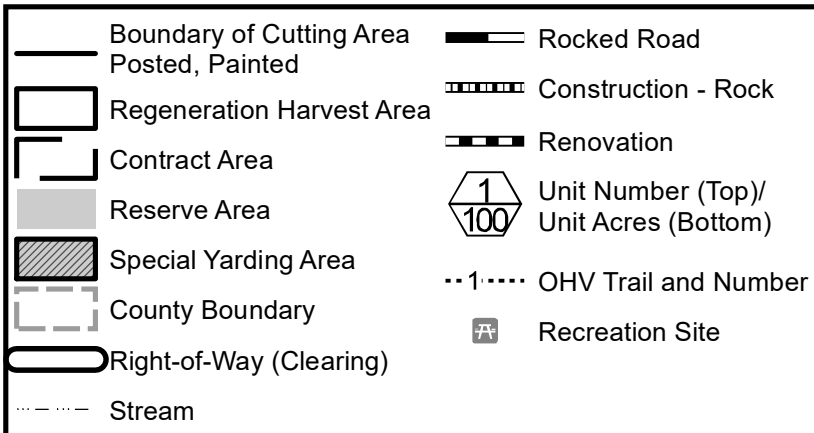 Boundary of Cutting Area
Posted, Painted
Regeneration Harvest Area
Contract Area
Reserve Area
Special Yarding Area
County Boundary
Right-of-Way (Clearing)
Stream
Rocked Road
Construction - Rock
Renovation
1
100
Unit Number (Top)/
Unit Acres (Bottom)
1
OHV Trail and Number
Recreation Site